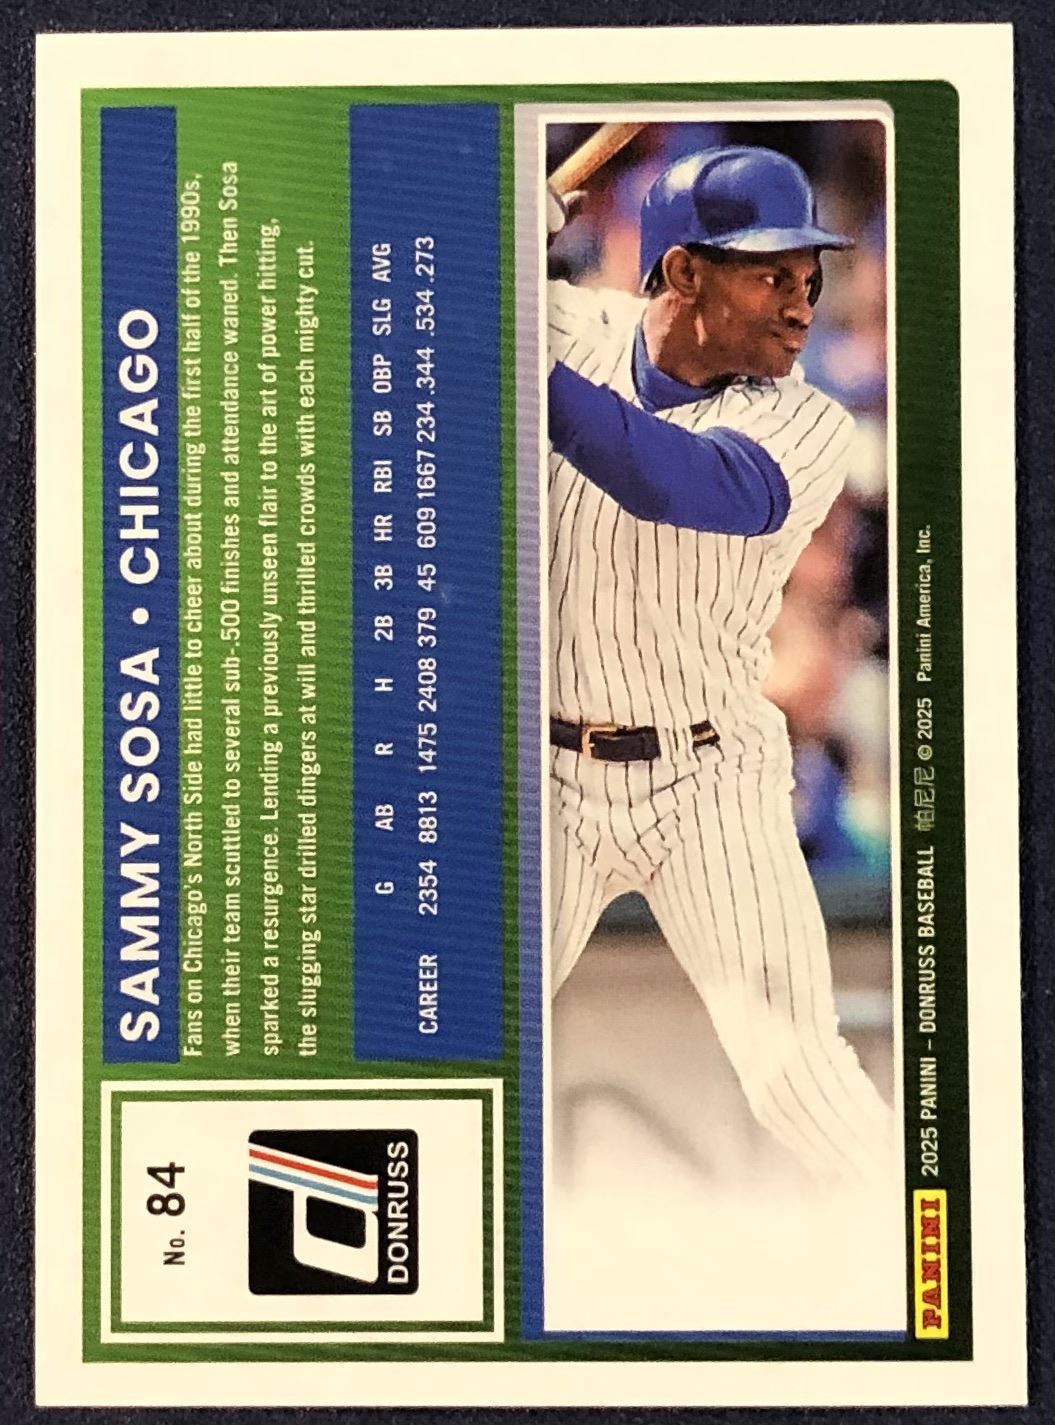 No. 84
DONRUSS
SAMMY SOSA • CHICAGO
Fans on Chicago's North Side had little to cheer about during the first half of the 1990s,
when their team scuttled to several sub-.500 finishes and attendance waned. Then Sosa
sparked a resurgence. Lending a previously unseen flair to the art of power hitting,
the slugging star drilled dingers at will and thrilled crowds with each mighty cut.
G AB R H 2B 3B HR RBI SB OBP SLG AVG
CAREER 2354 8813 1475 2408 379 45 609 1667 234 .344 .534 .273
PANINI 2025 PANINI – DONRUSS BASEBALL 帕尼尼 © 2025 Panini America, Inc.